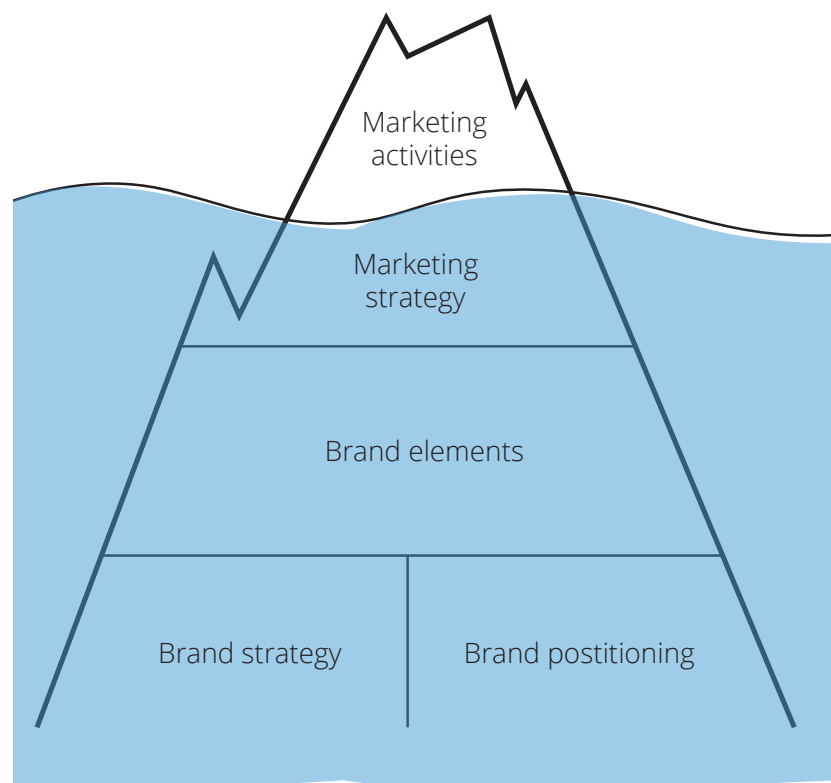 Marketing
activities
Marketing
strategy
Brand elements
Brand strategy
Brand postitioning